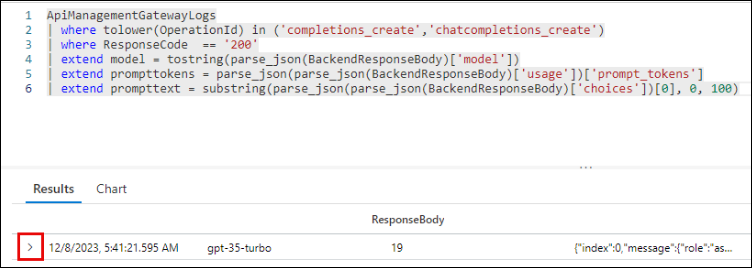 1 ApiManagementGatewayLogs
2 | where tolower(OperationId) in ('completions_create','chatcompletions_create')
3 | where ResponseCode  == '200'
4 | extend model = tostring(parse_json(BackendResponseBody)['model'])
5 | extend prompttokens = parse_json(parse_json(BackendResponseBody)['usage'])['prompt_tokens']
6 | extend prompttext = substring(parse_json(parse_json(BackendResponseBody)['choices'])[0], 0, 100)
Results Chart
ResponseBody
12/8/2023, 5:41:21.595 AM gpt-35-turbo 19 {"index":0,"message":{"role":"as...